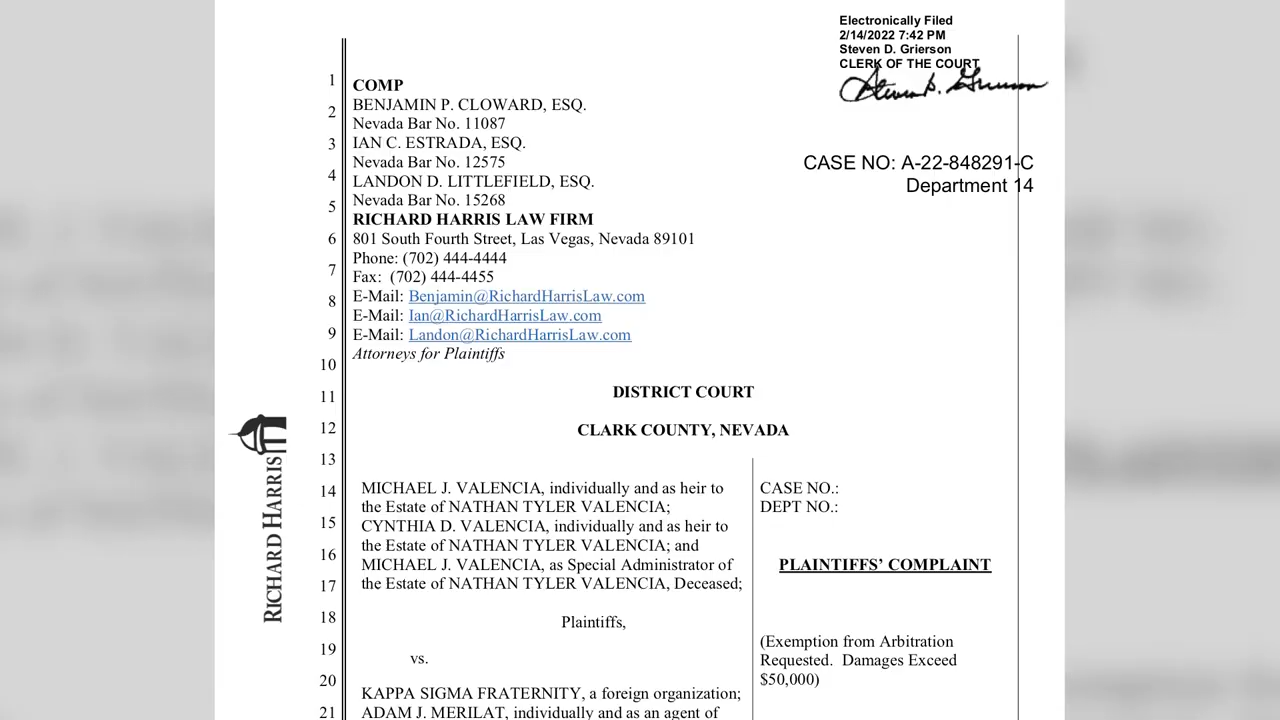 Electronically Filed
2/14/2022 7:42 PM
Steven D. Grierson
CLERK OF THE COURT
Steven D. Grierson
CASE NO: A-22-848291-C
Department 14
1
2
3
4
5
6
7
8
9
10
11
12
13
14
15
16
17
18
19
20
21
COMP
BENJAMIN P. CLOWARD, ESQ.
Nevada Bar No. 11087
IAN C. ESTRADA, ESQ.
Nevada Bar No. 12575
LANDON D. LITTLEFIELD, ESQ.
Nevada Bar No. 15268
RICHARD HARRIS LAW FIRM
801 South Fourth Street, Las Vegas, Nevada 89101
Phone: (702) 444-4444
Fax: (702) 444-4455
E-Mail: Benjamin@RichardHarrisLaw.com
E-Mail: Ian@RichardHarrisLaw.com
E-Mail: Landon@RichardHarrisLaw.com
Attorneys for Plaintiffs
DISTRICT COURT
CLARK COUNTY, NEVADA
RICHARD HARRIS
MICHAEL J. VALENCIA, individually and as heir to
the Estate of NATHAN TYLER VALENCIA;
CYNTHIA D. VALENCIA, individually and as heir to
the Estate of NATHAN TYLER VALENCIA; and
MICHAEL J. VALENCIA, as Special Administrator of
the Estate of NATHAN TYLER VALENCIA, Deceased;
Plaintiffs,
vs.
KAPPA SIGMA FRATERNITY, a foreign organization;
ADAM J. MERILAT, individually and as an agent of
CASE NO.:
DEPT NO.:
PLAINTIFFS’ COMPLAINT
(Exemption from Arbitration
Requested. Damages Exceed
$50,000)